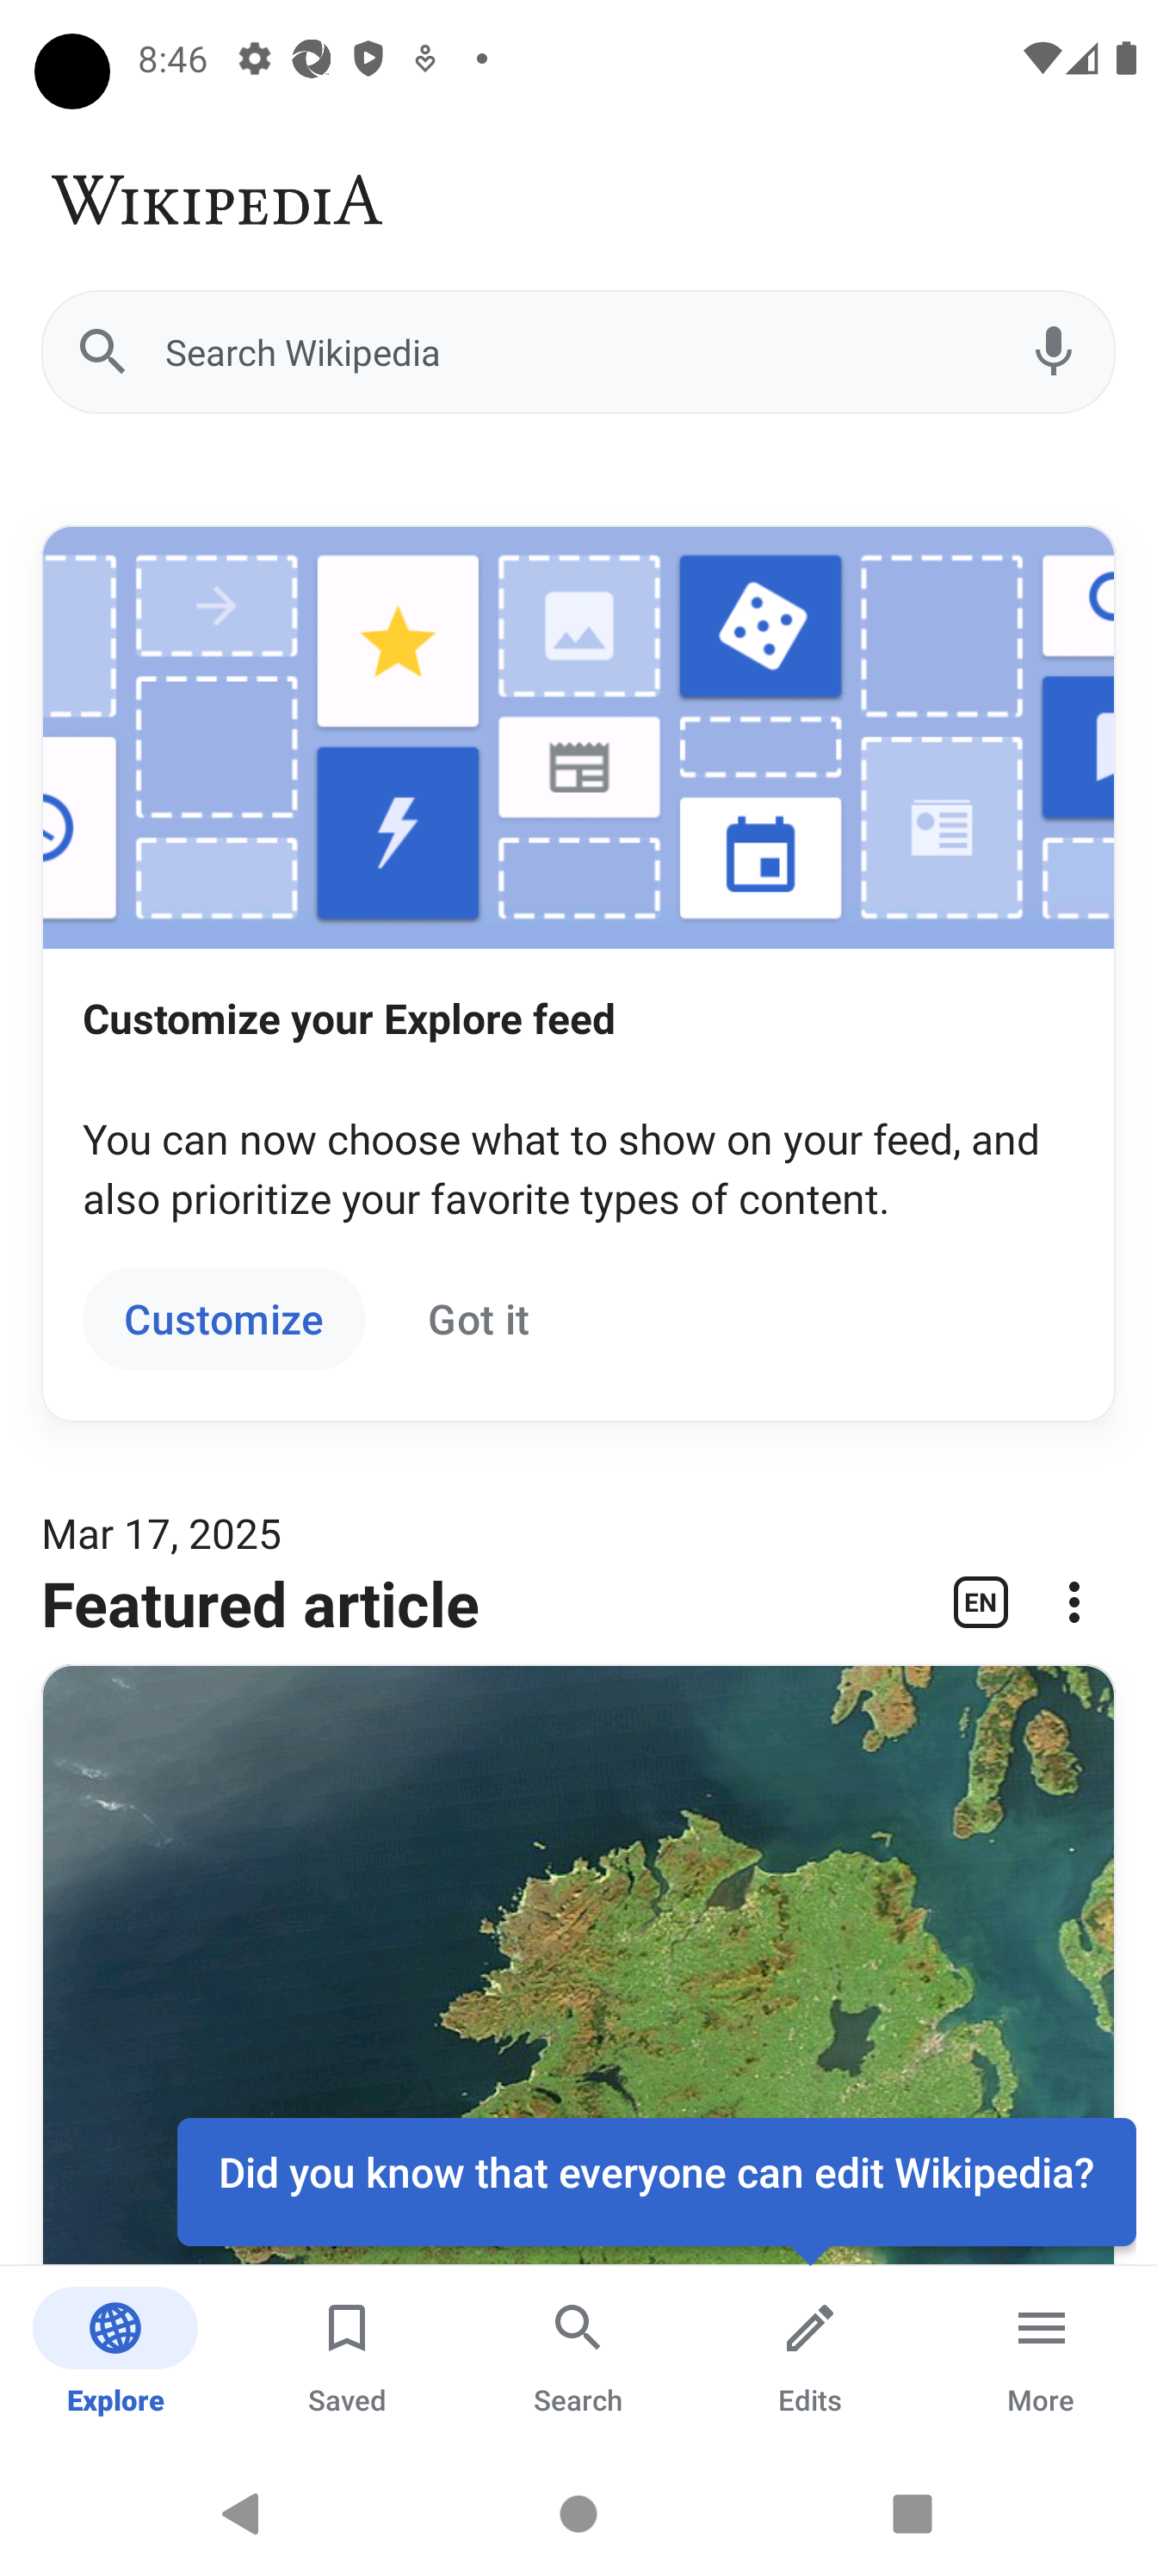 8:46
WIKIPEDIA
Search Wikipedia
Customize your Explore feed
You can now choose what to show on your feed, and
also prioritize your favorite types of content.
Customize Got it
Mar 17, 2025
Featured article EN
Did you know that everyone can edit Wikipedia?
Explore Saved Search Edits More